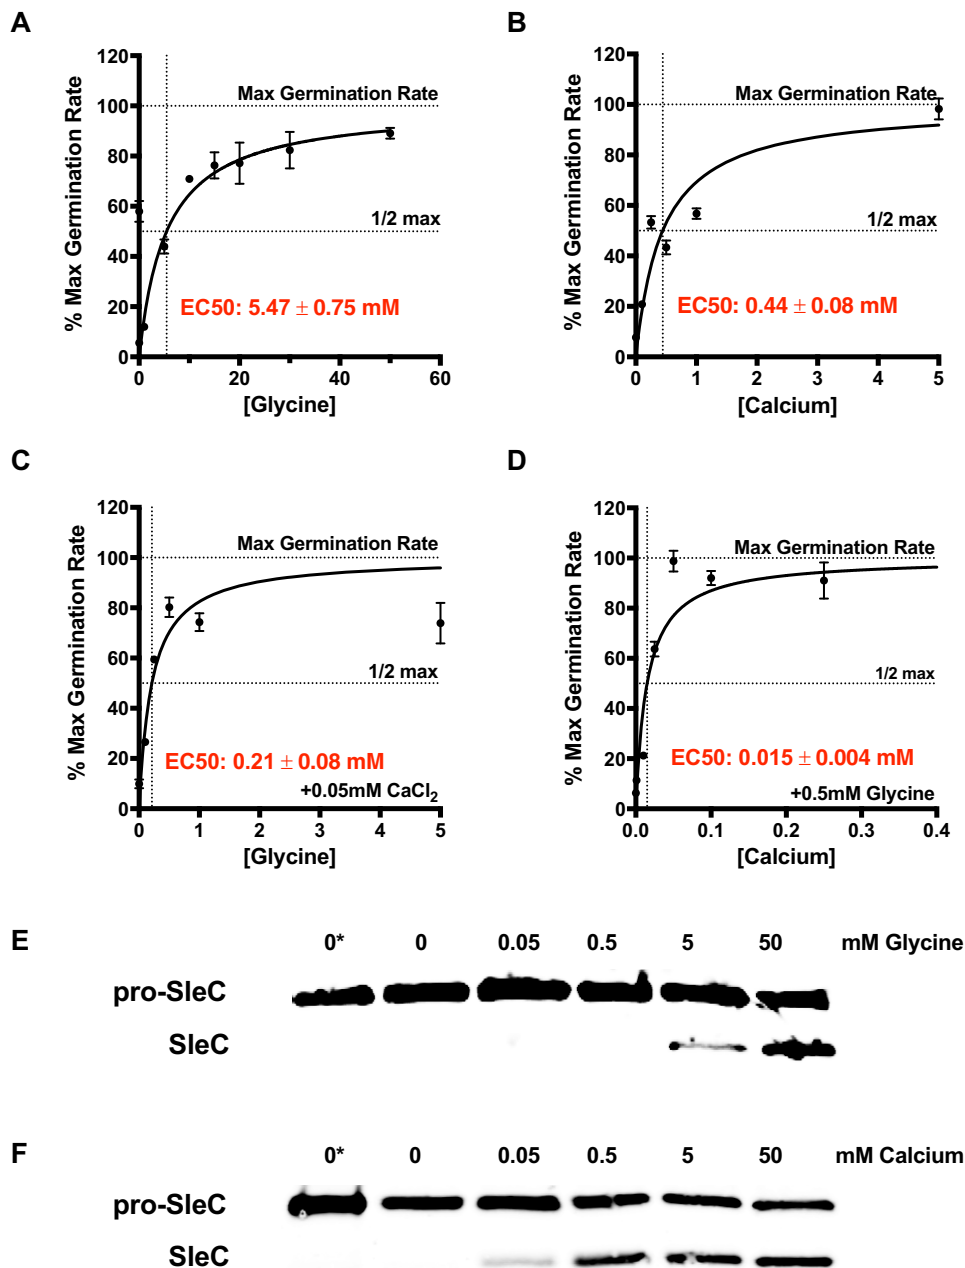 A
B
120
100
80
60
40
20
0
% Max Germination Rate
Max Germination Rate
1/2 max
EC50: 5.47 ± 0.75 mM
0
20
40
60
[Glycine]
120
100
80
60
40
20
0
% Max Germination Rate
Max Germination Rate
1/2 max
EC50: 0.44 ± 0.08 mM
0 1 2 3 4 5
[Calcium]
C
D
120
100
80
60
40
20
0
% Max Germination Rate
Max Germination Rate
1/2 max
EC50: 0.21 ± 0.08 mM
+0.05mM CaCl₂
0 1 2 3 4 5
[Glycine]
120
100
80
60
40
20
0
% Max Germination Rate
Max Germination Rate
1/2 max
EC50: 0.015 ± 0.004 mM
+0.5mM Glycine
0.0 0.1 0.2 0.3 0.4
[Calcium]
E
0* 0 0.05 0.5 5 50 mM Glycine
pro-SleC
SleC
F
0* 0 0.05 0.5 5 50 mM Calcium
pro-SleC
SleC